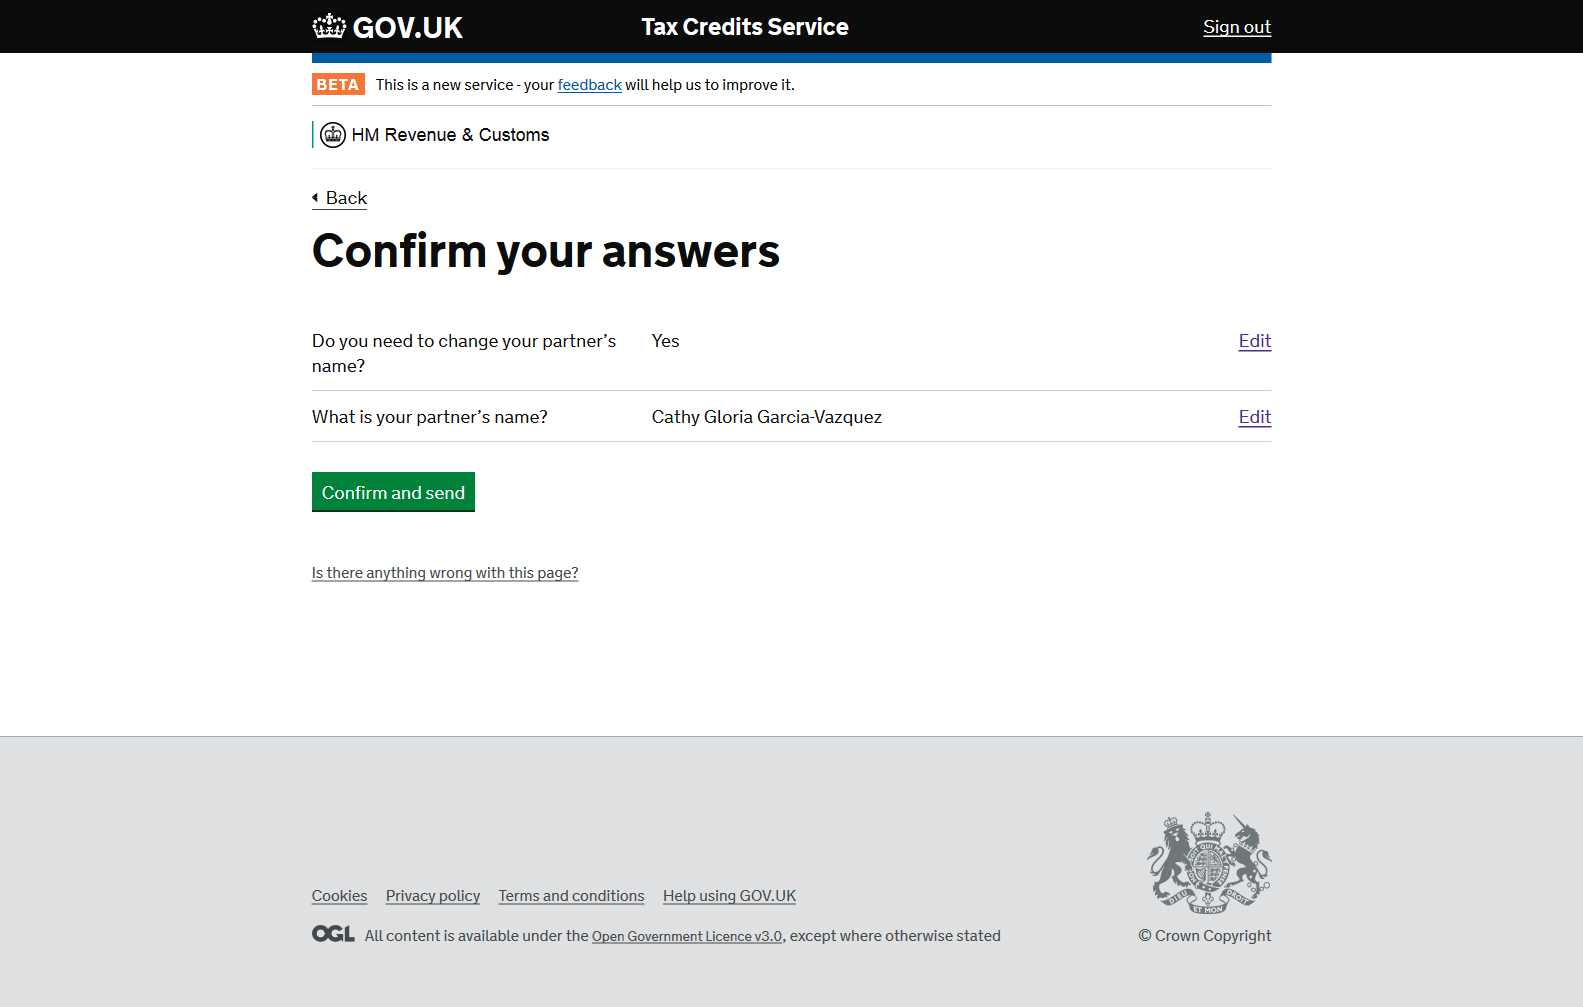 GOV.UK Tax Credits Service Sign out
BETA This is a new service - your feedback will help us to improve it.
HM Revenue & Customs
Back
Confirm your answers
Do you need to change your partner’s name? Yes Edit
What is your partner’s name? Cathy Gloria Garcia-Vazquez Edit
Confirm and send
Is there anything wrong with this page?
Cookies Privacy policy Terms and conditions Help using GOV.UK
OGL All content is available under the Open Government Licence v3.0, except where otherwise stated
DIEU ET MON DROIT
© Crown Copyright